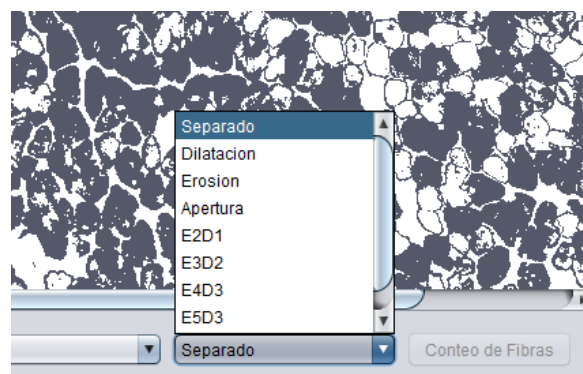 Separado
Dilatacion
Erosion
Apertura
E2D1
E3D2
E4D3
E5D3
Separado
Conteo de Fibras